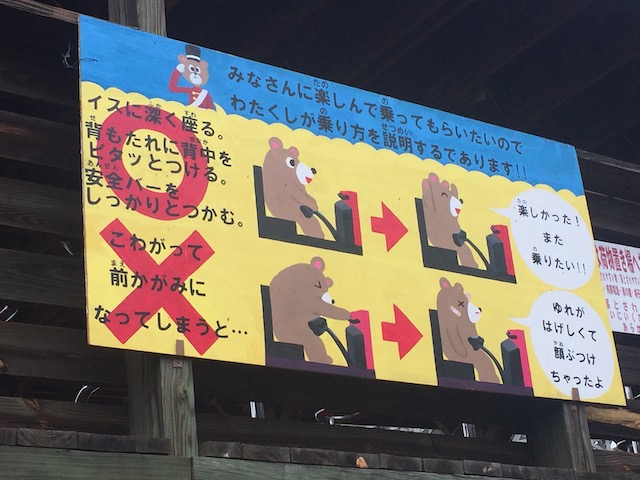 みなさんに楽しんで乗ってもらいたいので
わたくしが乗り方を説明するであります!!
イスに深く座る。
背もたれに背中を
ピタッとつける。
安全バーを
しっかりとつかむ。
楽しかった!
また
乗りたい!!
こわがって
前かがみに
なってしまうと…
ゆれが
はげしくて
顔ぶつけ
ちゃったよ